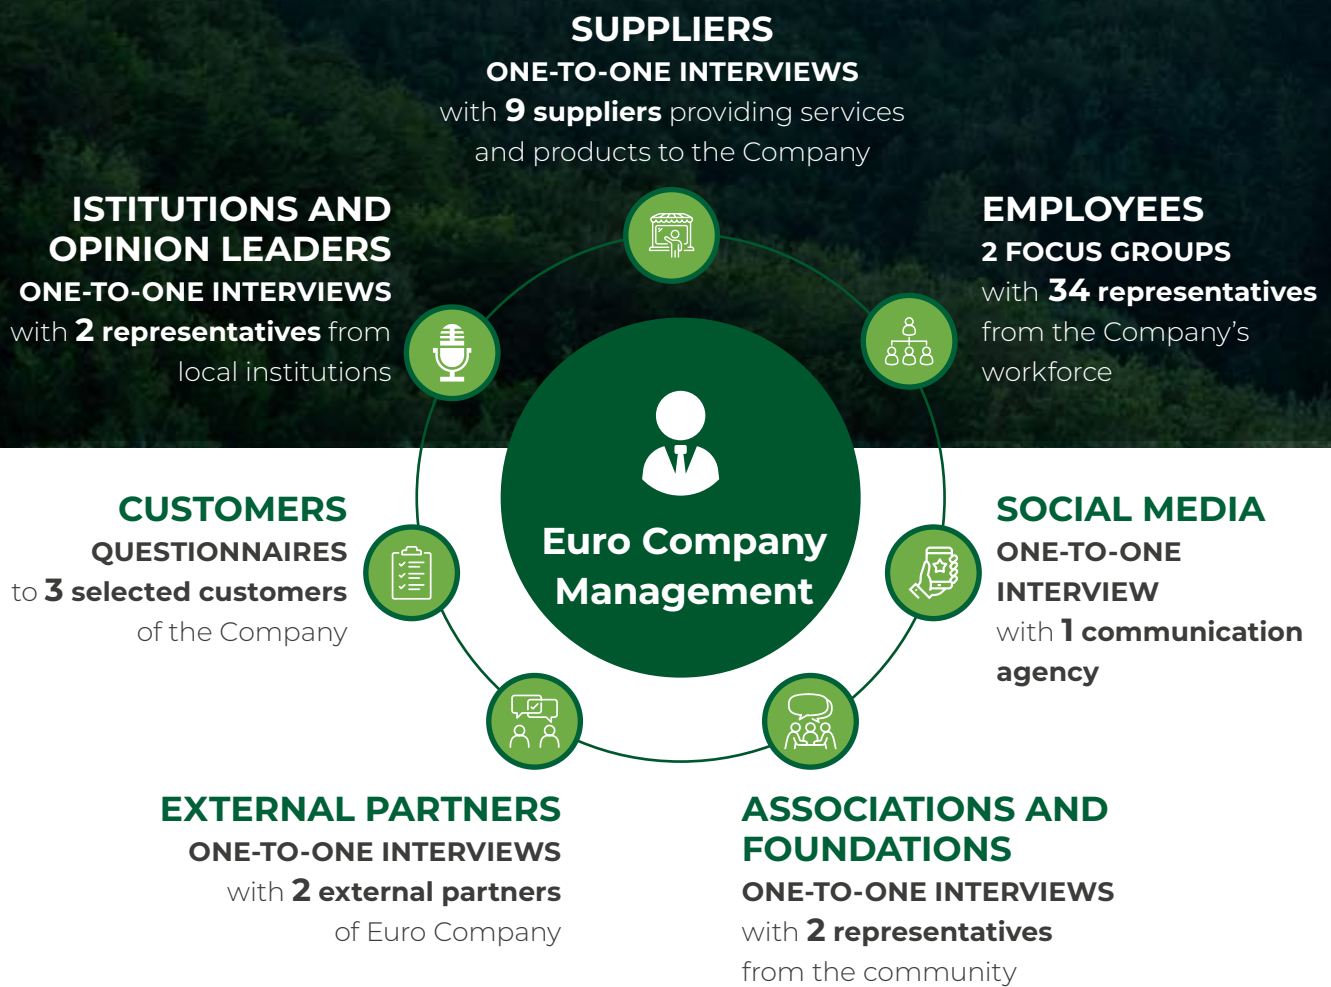 SUPPLIERS
ONE-TO-ONE INTERVIEWS
with 9 suppliers providing services
and products to the Company
ISTITUTIONS AND
OPINION LEADERS
ONE-TO-ONE INTERVIEWS
with 2 representatives from
local institutions
EMPLOYEES
2 FOCUS GROUPS
with 34 representatives
from the Company’s
workforce
Euro Company
Management
CUSTOMERS
QUESTIONNAIRES
to 3 selected customers
of the Company
SOCIAL MEDIA
ONE-TO-ONE
INTERVIEW
with 1 communication
agency
EXTERNAL PARTNERS
ONE-TO-ONE INTERVIEWS
with 2 external partners
of Euro Company
ASSOCIATIONS AND
FOUNDATIONS
ONE-TO-ONE INTERVIEWS
with 2 representatives
from the community